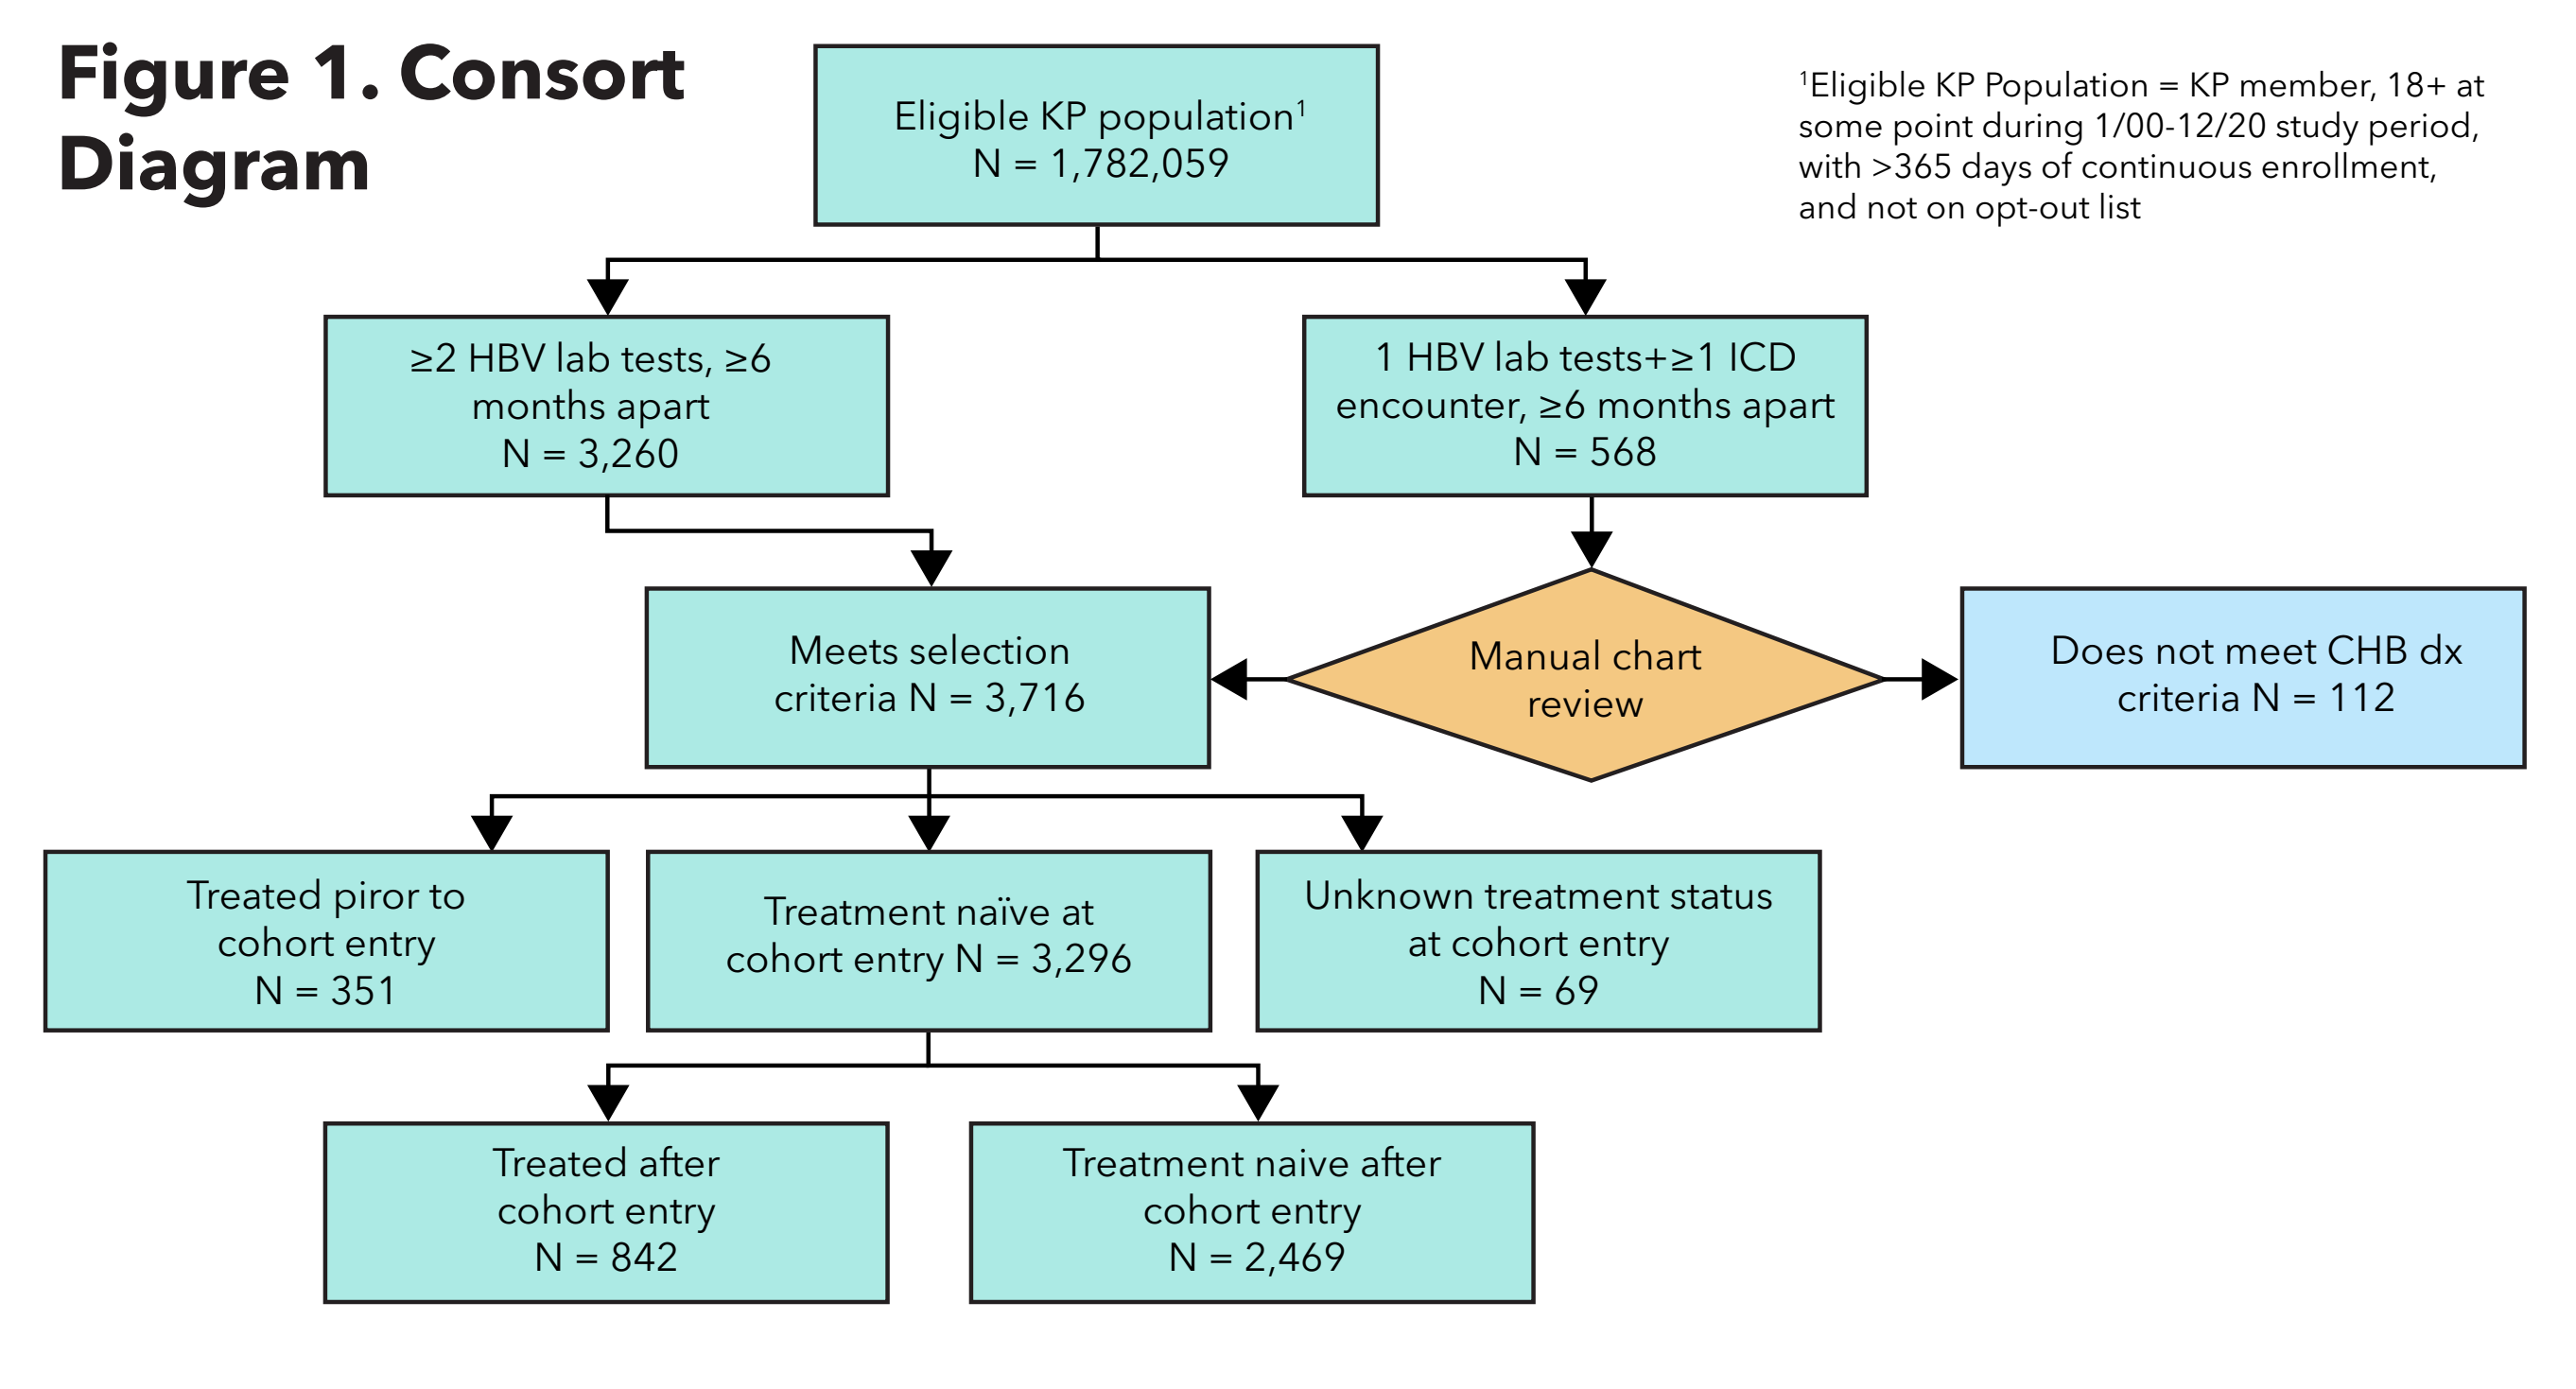 Figure 1. Consort
Diagram
Eligible KP population¹
N = 1,782,059
¹Eligible KP Population = KP member, 18+ at
some point during 1/00-12/20 study period,
with >365 days of continuous enrollment,
and not on opt-out list
≥2 HBV lab tests, ≥6
months apart
N = 3,260
1 HBV lab tests+≥1 ICD
encounter, ≥6 months apart
N = 568
Meets selection
criteria N = 3,716
Manual chart
review
Does not meet CHB dx
criteria N = 112
Treated piror to
cohort entry
N = 351
Treatment naïve at
cohort entry N = 3,296
Unknown treatment status
at cohort entry
N = 69
Treated after
cohort entry
N = 842
Treatment naive after
cohort entry
N = 2,469